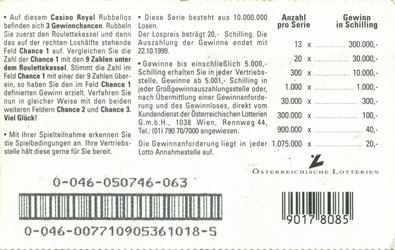 • Auf diesem Casino Royal Rubbellos
befinden sich 3 Gewinnchancen. Rubbeln
Sie zuerst den Roulettekessel und dann
das auf der rechten Loshälfte stehende
Feld Chance 1 auf. Vergleichen Sie die
Zahl der Chance 1 mit den 9 Zahlen unter
dem Roulettekessel. Stimmt die Zahl im
Feld Chance 1 mit einer der 9 Zahlen über-
ein, so haben Sie den im Feld Chance 1
definierten Gewinn erzielt. Verfahren Sie
nun in gleicher Weise mit den beiden
weiteren Feldern Chance 2 und Chance 3.
Viel Glück!
• Mit Ihrer Spielteilnahme erkennen Sie
die Spielbedingungen an. Ihre Vertriebs-
stelle hält diese gerne für Sie bereit.
• Diese Serie besteht aus 10.000.000
Losen.
Der Lospreis beträgt 20,- Schilling. Die
Auszahlung der Gewinne endet mit
22.10.1999.
• Gewinne bis einschließlich 5.000,-
Schilling erhalten Sie in jeder Vertriebs-
stelle, Gewinne ab 5.001,- Schilling in
jeder Großgewinnauszahlungsstelle oder,
nach Übermittlung einer Gewinnanforde-
rung und des Gewinnloses, direkt vom
Kundendienst der Österreichischen Lotterien
G.m.b.H., 1038 Wien, Rennweg 44,
Tel.: (01) 790 70/7000 angewiesen.
Die Gewinnanforderung liegt in jeder
Lotto Annahmestelle auf.
Anzahl pro Serie Gewinn in Schilling
13 x 300.000,-
20 x 30.000,-
300 x 10.000,-
1.000 x 1.000,-
30.000 x 300,-
300.000 x 100,-
900.000 x 40,-
1.075.000 x 20,-
ÖSTERREICHISCHE LOTTERIEN
0-046-050746-063
0-046-007710905361018-5
9017 8085